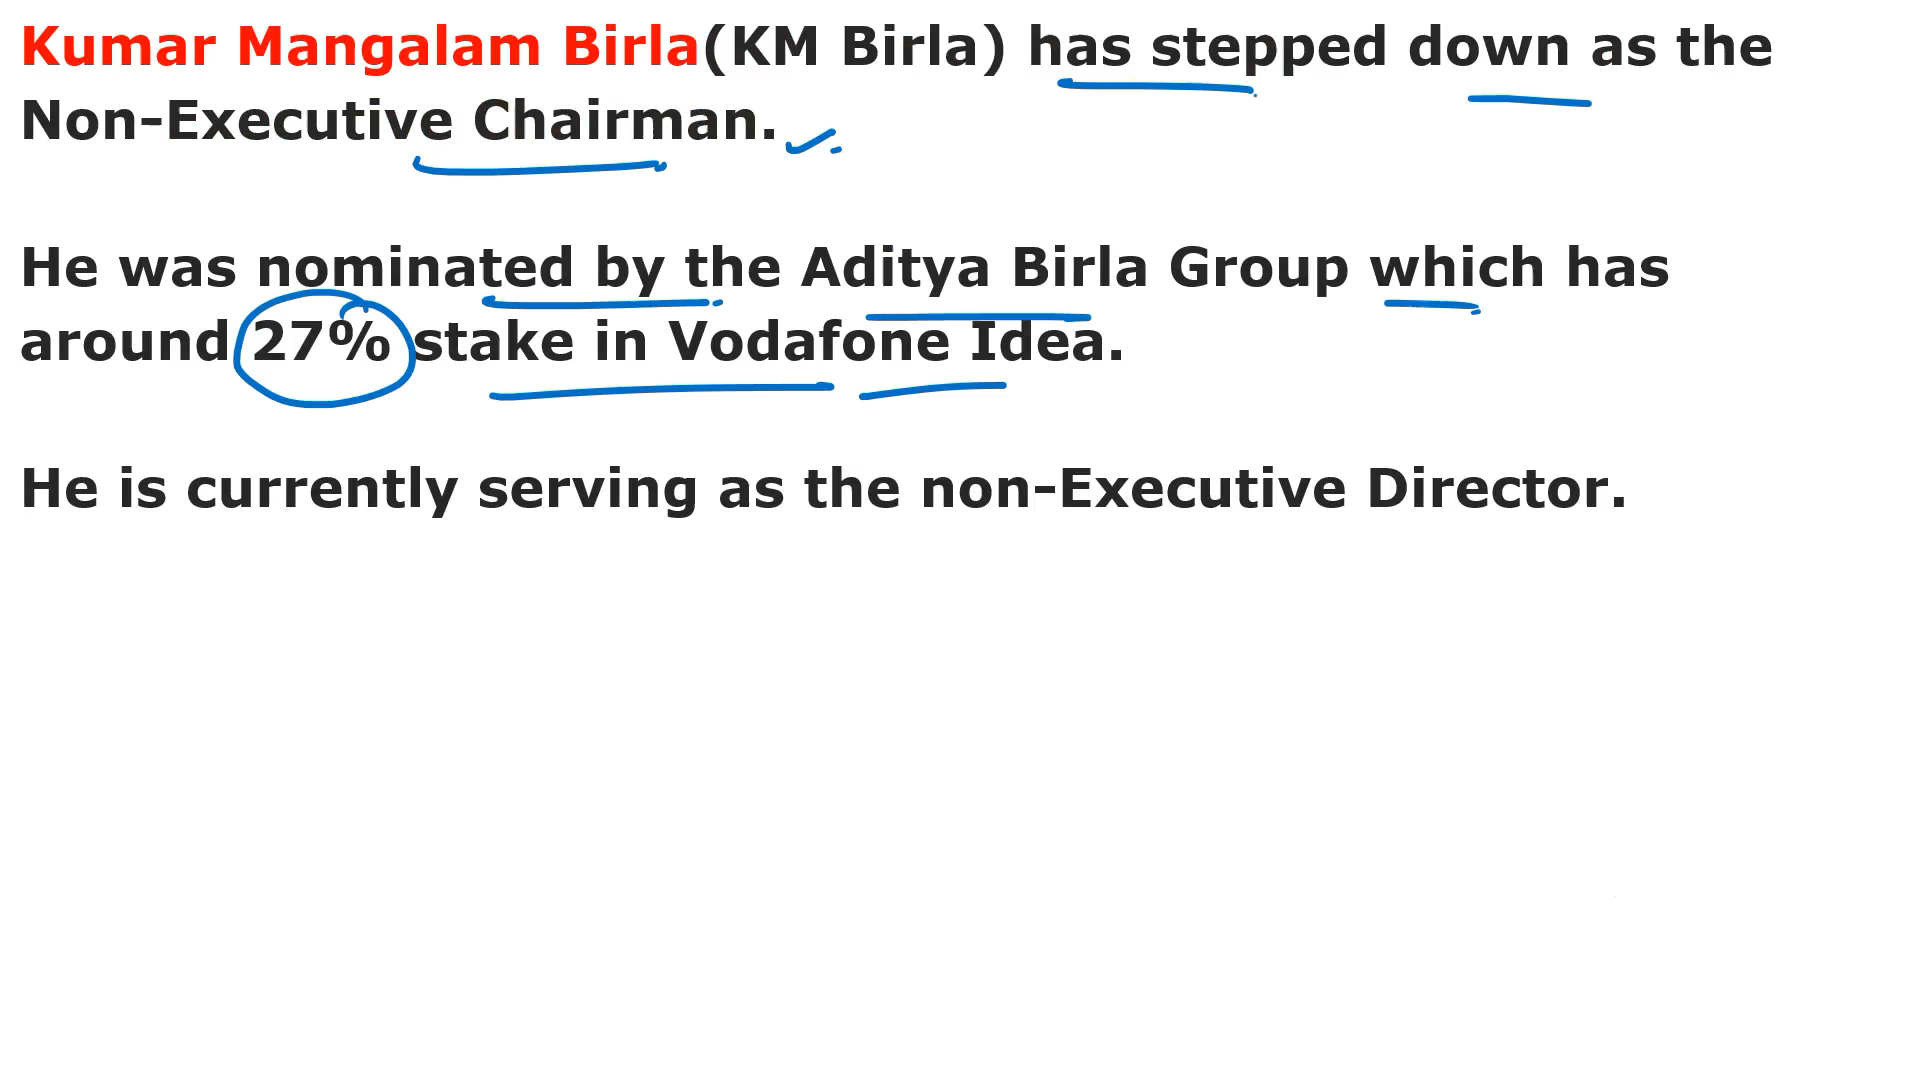 Kumar Mangalam Birla(KM Birla) has stepped down as the
Non-Executive Chairman.
He was nominated by the Aditya Birla Group which has
around 27% stake in Vodafone Idea.
He is currently serving as the non-Executive Director.